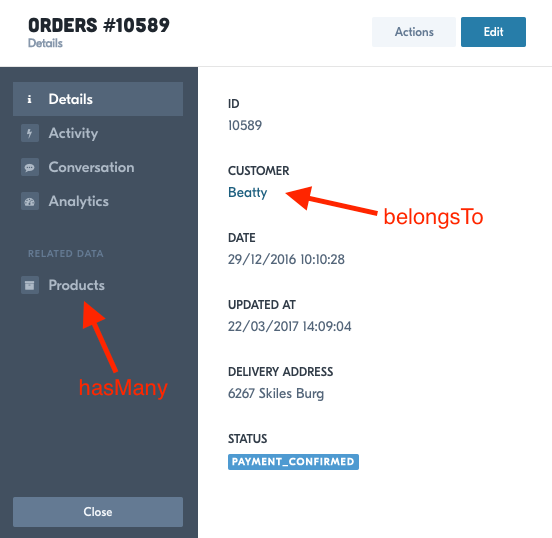 ORDERS #10589
Details
Actions
Edit
Details
Activity
Conversation
Analytics
RELATED DATA
Products
hasMany
Close
ID
10589
CUSTOMER
Beatty
belongsTo
DATE
29/12/2016 10:10:28
UPDATED AT
22/03/2017 14:09:04
DELIVERY ADDRESS
6267 Skiles Burg
STATUS
PAYMENT_CONFIRMED